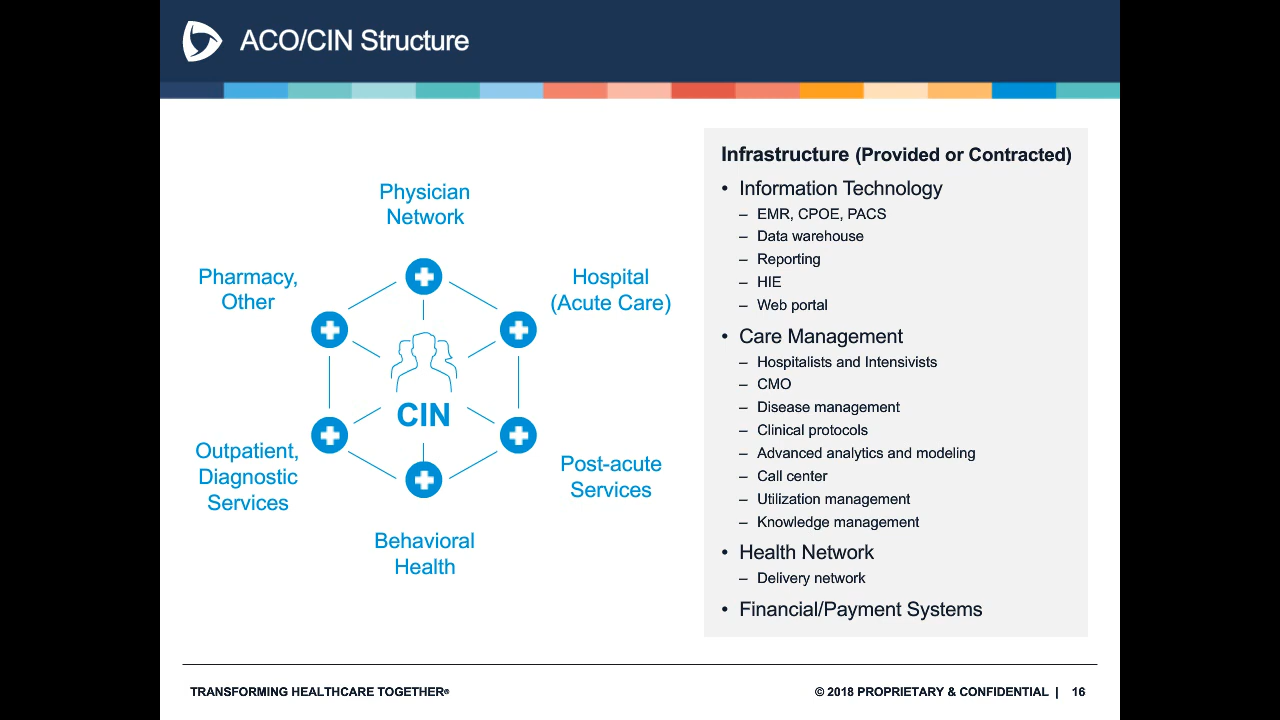 ACO/CIN Structure
Physician
Network
Pharmacy,
Other
Hospital
(Acute Care)
CIN
Outpatient,
Diagnostic
Services
Post-acute
Services
Behavioral
Health
Infrastructure (Provided or Contracted)
• Information Technology
– EMR, CPOE, PACS
– Data warehouse
– Reporting
– HIE
– Web portal
• Care Management
– Hospitalists and Intensivists
– CMO
– Disease management
– Clinical protocols
– Advanced analytics and modeling
– Call center
– Utilization management
– Knowledge management
• Health Network
– Delivery network
• Financial/Payment Systems
TRANSFORMING HEALTHCARE TOGETHER®
© 2018 PROPRIETARY & CONFIDENTIAL | 16